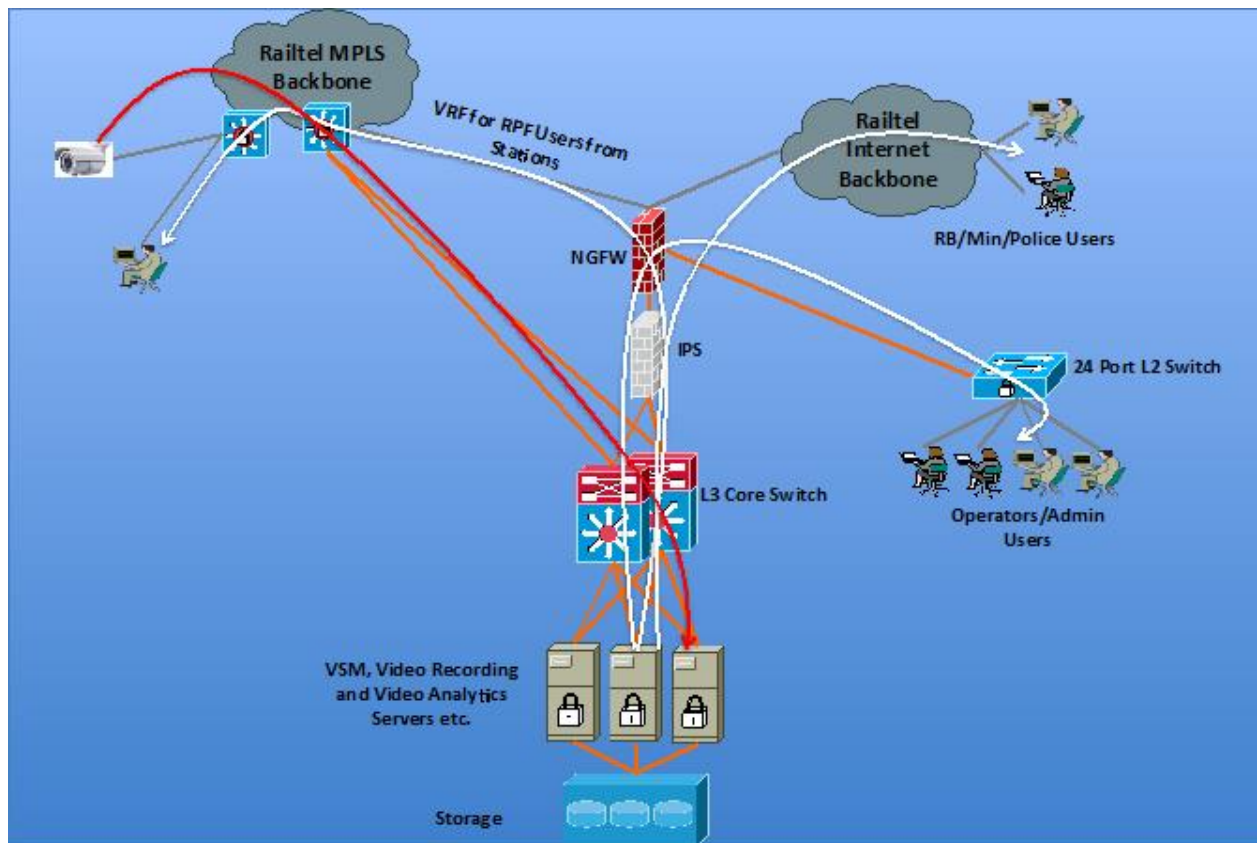 Railtel MPLS
Backbone
VRF for RPF Users from
Stations
Railtel
Internet
Backbone
RB/Min/Police Users
NGFW
IPS
24 Port L2 Switch
L3 Core Switch
Operators/Admin
Users
VSM, Video Recording
and Video Analytics
Servers etc.
Storage